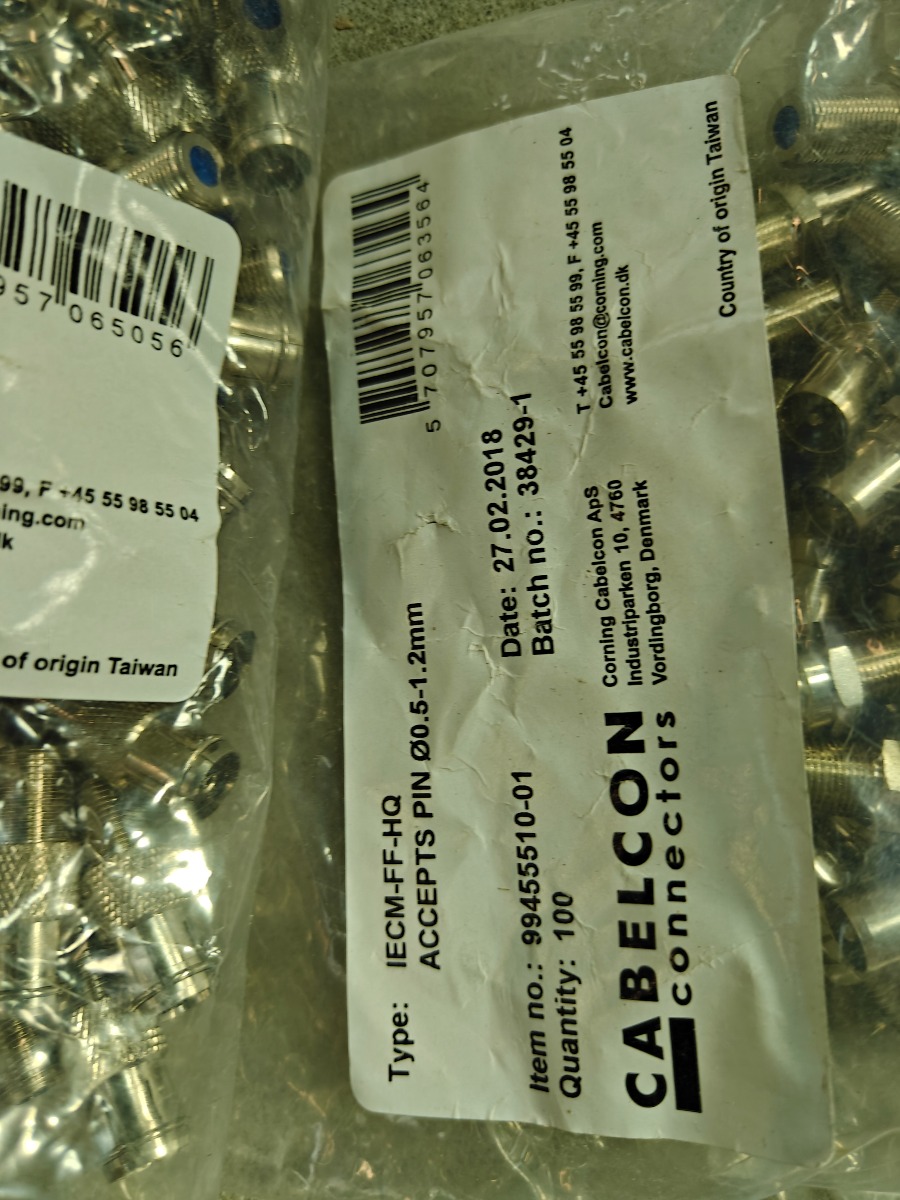 957 065056
99, F +45 55 98 55 04
ing.com
lk
of origin Taiwan
5 707957 063564
Type: IECM-FF-HQ
ACCEPTS PIN Ø0.5-1.2mm
Item no.: 99455510-01
Quantity: 100
Date: 27.02.2018
Batch no.: 38429-1
CABELCON
connectors
Corning Cabelcon ApS
Industriparken 10, 4760
Vordingborg, Denmark
T +45 55 98 55 99, F +45 55 98 55 04
Cabelcon@corning.com
www.cabelcon.dk
Country of origin Taiwan